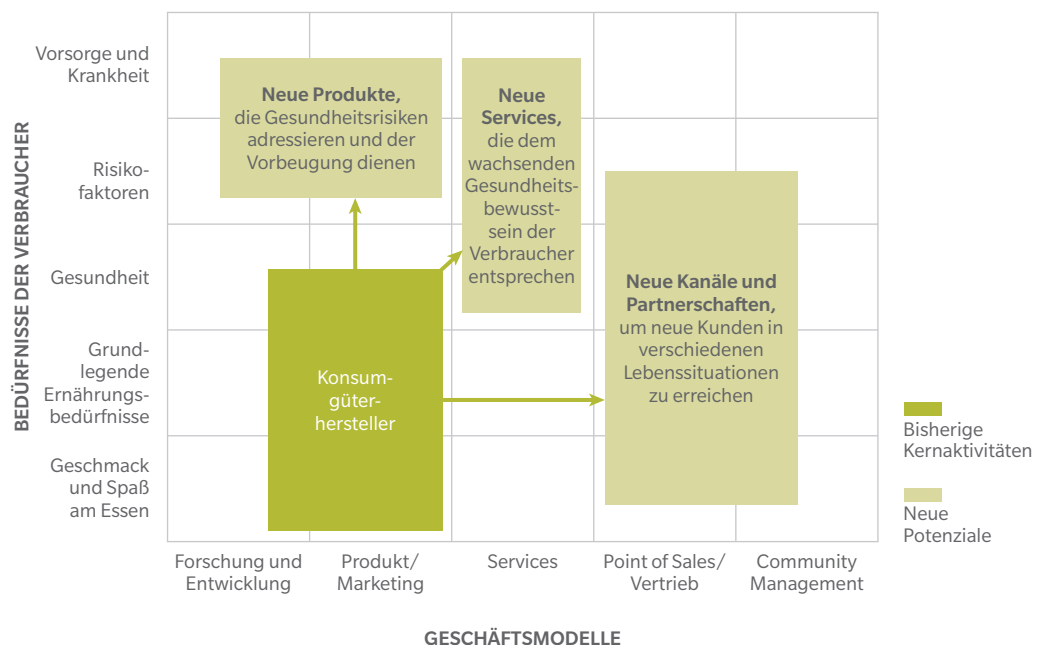 BEDÜRFNISSE DER VERBRAUCHER
Vorsorge und
Krankheit
Risiko-
faktoren
Gesundheit
Grund-
legende
Ernährungs-
bedürfnisse
Geschmack
und Spaß
am Essen
Neue Produkte,
die Gesundheitsrisiken
adressieren und der
Vorbeugung dienen
Neue
Services,
die dem
wachsenden
Gesundheits-
bewusst-
sein der
Verbraucher
entsprechen
Neue Kanäle und
Partnerschaften,
um neue Kunden in
verschiedenen
Lebenssituationen
zu erreichen
Konsum-
güter-
hersteller
Bisherige
Kernaktivitäten
Neue
Potenziale
Forschung und
Entwicklung
Produkt/
Marketing
Services
Point of Sales/
Vertrieb
Community
Management
GESCHÄFTSMODELLE